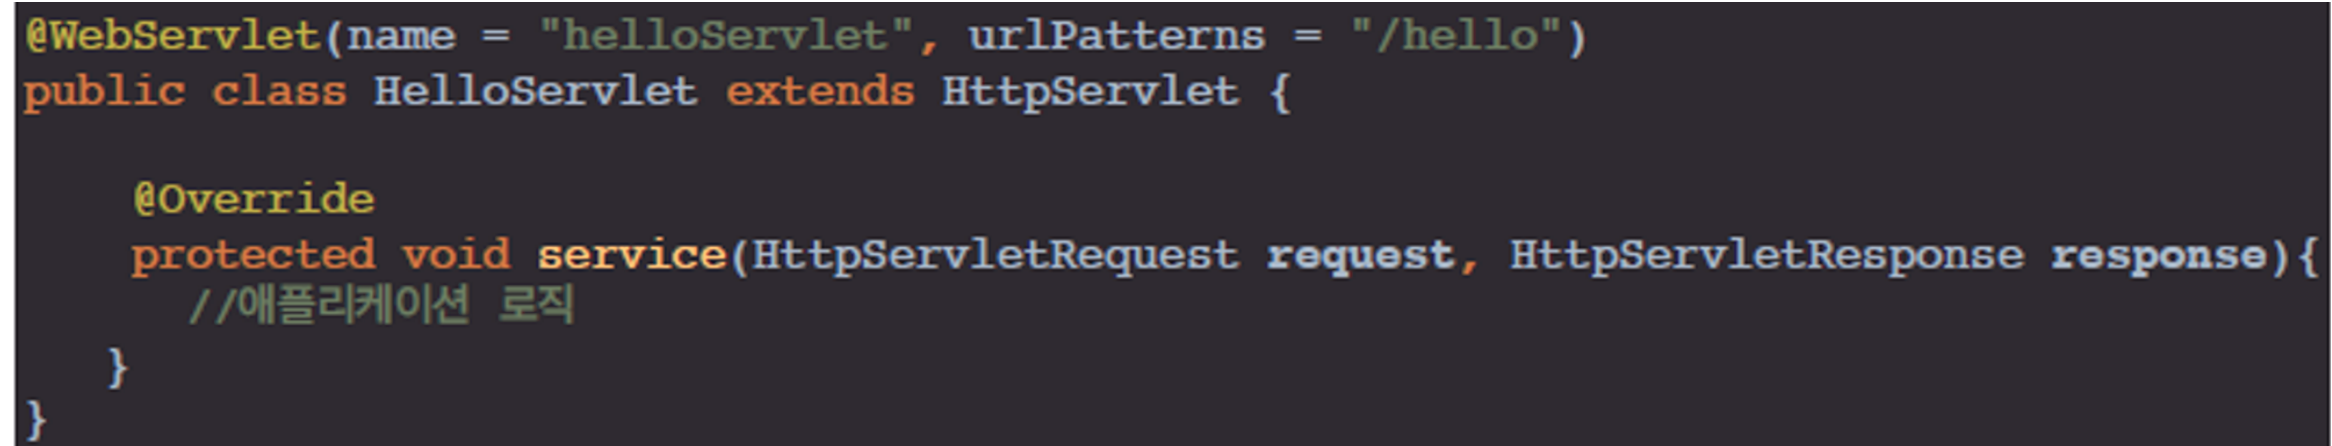 @WebServlet(name = "helloServlet", urlPatterns = "/hello")
public class HelloServlet extends HttpServlet {
@Override
protected void service(HttpServletRequest request, HttpServletResponse response){
//애플리케이션 로직
}
}